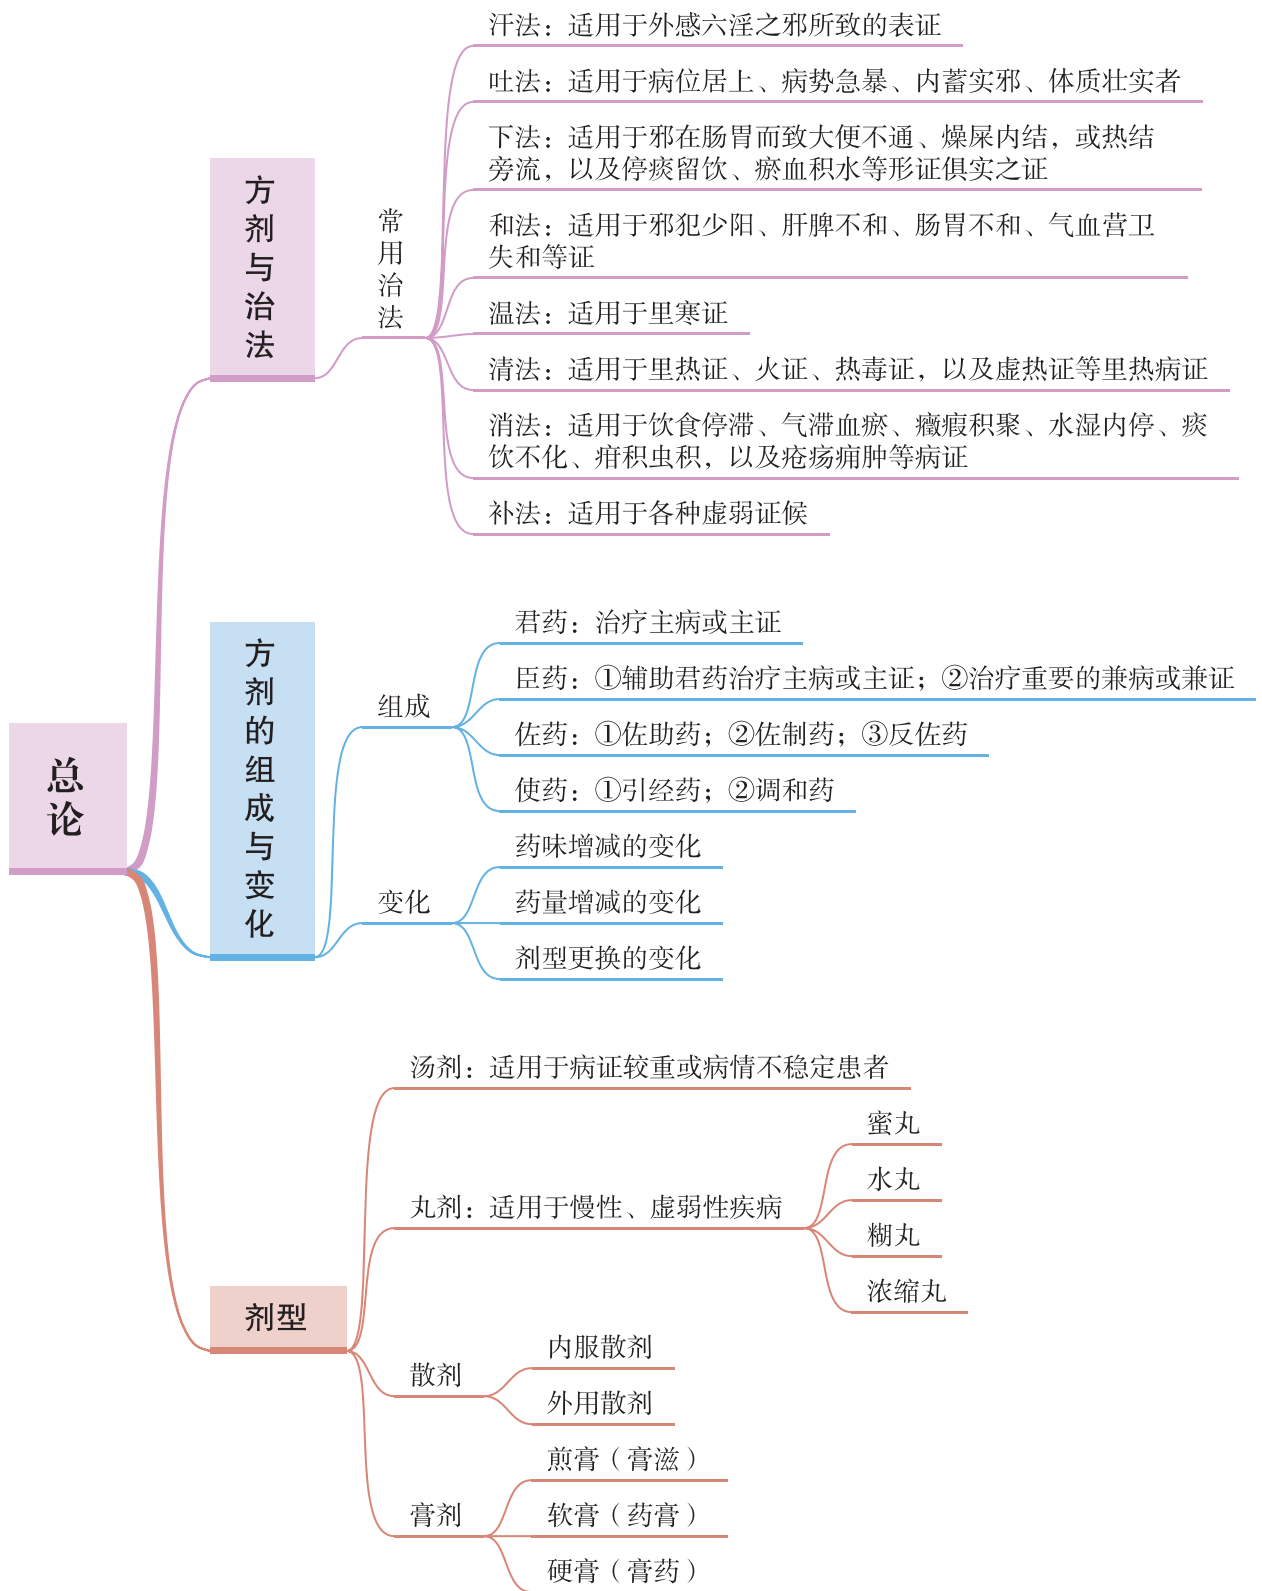 总论
方剂与治法
常用治法
汗法：适用于外感六淫之邪所致的表证
吐法：适用于病位居上、病势急暴、内蓄实邪、体质壮实者
下法：适用于邪在肠胃而致大便不通、燥屎内结，或热结
旁流，以及停痰留饮、瘀血积水等形证俱实之证
和法：适用于邪犯少阳、肝脾不和、肠胃不和、气血营卫
失和等证
温法：适用于里寒证
清法：适用于里热证、火证、热毒证，以及虚热证等里热病证
消法：适用于饮食停滞、气滞血瘀、癥瘕积聚、水湿内停、痰
饮不化、疳积虫积，以及疮疡痈肿等病证
补法：适用于各种虚弱证候
方剂的组成与变化
组成
君药：治疗主病或主证
臣药：①辅助君药治疗主病或主证；②治疗重要的兼病或兼证
佐药：①佐助药；②佐制药；③反佐药
使药：①引经药；②调和药
变化
药味增减的变化
药量增减的变化
剂型更换的变化
剂型
汤剂：适用于病证较重或病情不稳定患者
丸剂：适用于慢性、虚弱性疾病
蜜丸
水丸
糊丸
浓缩丸
散剂
内服散剂
外用散剂
膏剂
煎膏（膏滋）
软膏（药膏）
硬膏（膏药）